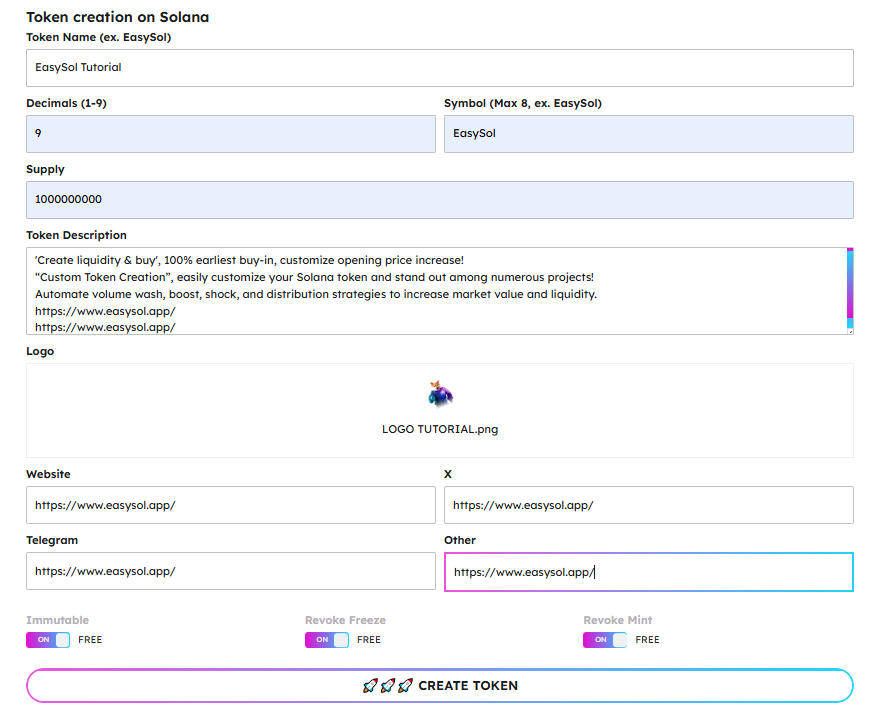 Token creation on Solana
Token Name (ex. EasySol)
EasySol Tutorial
Decimals (1-9)
Symbol (Max 8, ex. EasySol)
9
EasySol
Supply
1000000000
Token Description
'Create liquidity & buy', 100% earliest buy-in, customize opening price increase!
“Custom Token Creation”, easily customize your Solana token and stand out among numerous projects!
Automate volume wash, boost, shock, and distribution strategies to increase market value and liquidity.
https://www.easysol.app/
https://www.easysol.app/
Logo
LOGO TUTORIAL.png
Website
X
https://www.easysol.app/
https://www.easysol.app/
Telegram
Other
https://www.easysol.app/
https://www.easysol.app/
Immutable
Revoke Freeze
Revoke Mint
ON FREE
ON FREE
ON FREE
🚀🚀🚀 CREATE TOKEN